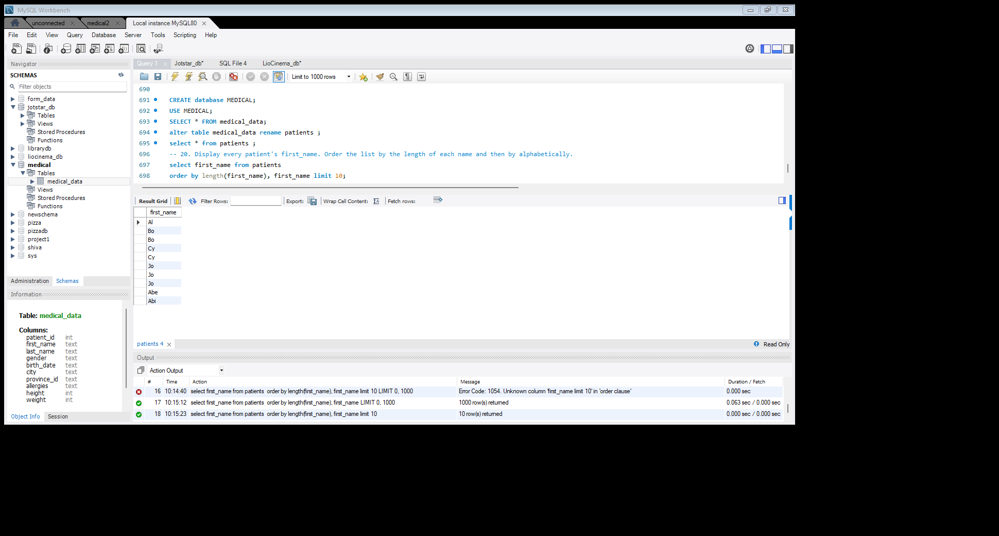 MySQL Workbench
unconnected
medical2
Local instance MySQL80
File Edit View Query Database Server Tools Scripting Help
Navigator
SCHEMAS
Filter objects
form_data
jotstar_db
Tables
Views
Stored Procedures
Functions
librarydb
liocinema_db
medical
Tables
medical_data
Views
Stored Procedures
Functions
newschema
pizza
pizzadb
project1
shiva
sys
Administration Schemas
Information
Table: medical_data
Columns:
patient_id int
first_name text
last_name text
gender text
birth_date text
city text
province_id text
allergies text
height int
weight int
Object Info Session
Query 1 Jotstar_db* SQL File 4 LioCinema_db*
Limit to 1000 rows
690
691 CREATE database MEDICAL;
692 USE MEDICAL;
693 SELECT * FROM medical_data;
694 alter table medical_data rename patients ;
695 select * from patients ;
696 -- 20. Display every patient's first_name. Order the list by the length of each name and then by alphabetically.
697 select first_name from patients
698 order by length(first_name), first_name limit 10;
Result Grid Filter Rows: Export: Wrap Cell Content: Fetch rows:
first_name
Al
Bo
Bo
Cy
Cy
Jo
Jo
Jo
Abe
Abi
patients 4
Read Only
Output
Action Output
# Time Action Message Duration / Fetch
16 10:14:40 select first_name from patients order by length(first_name), first_name limit 10 LIMIT 0, 1000 Error Code: 1054. Unknown column 'first_name limit 10' in 'order clause' 0.000 sec
17 10:15:12 select first_name from patients order by length(first_name), first_name LIMIT 0, 1000 1000 row(s) returned 0.063 sec / 0.000 sec
18 10:15:23 select first_name from patients order by length(first_name), first_name limit 10 10 row(s) returned 0.000 sec / 0.000 sec